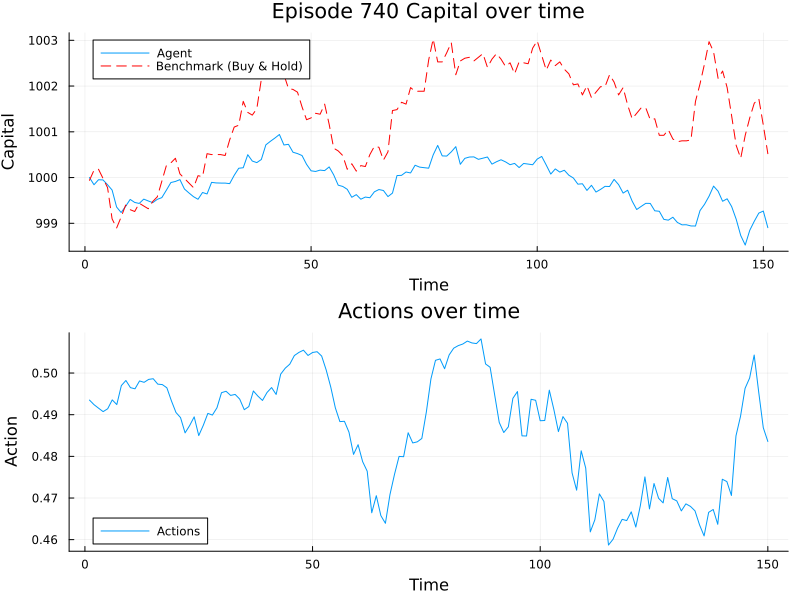 Episode 740 Capital over time
1003
1002
1001
1000
999
Capital
Agent
Benchmark (Buy & Hold)
0
50
100
150
Time
Actions over time
0.50
0.49
0.48
0.47
0.46
Action
Actions
0
50
100
150
Time